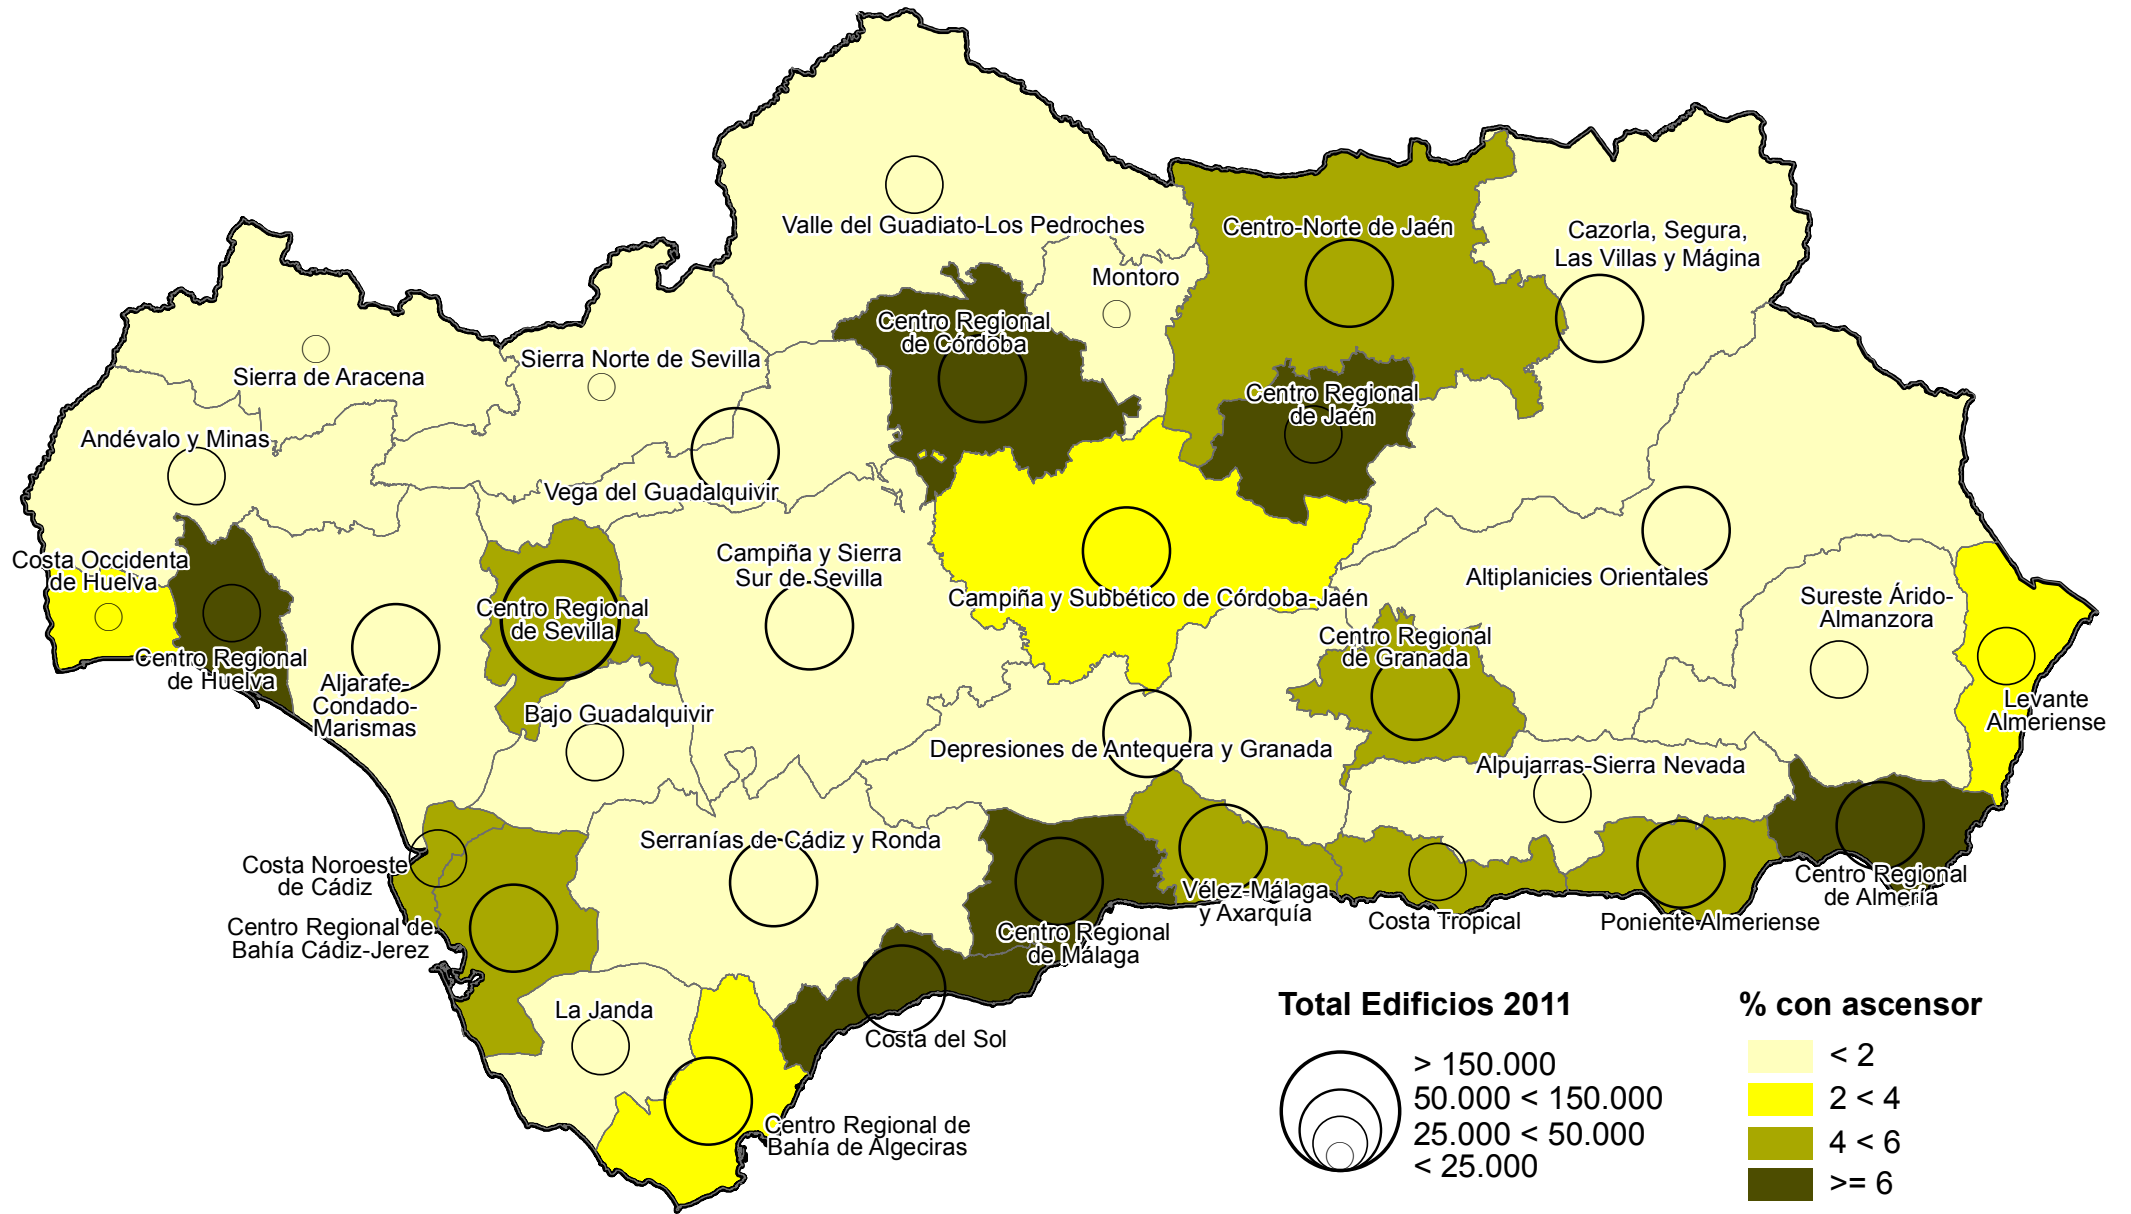 Valle del Guadiato-Los Pedroches
Centro-Norte de Jaén
Cazorla, Segura,
Las Villas y Mágina
Montoro
Centro Regional
de Córdoba
Sierra Norte de Sevilla
Sierra de Aracena
Centro Regional
de Jaén
Andévalo y Minas
Vega del Guadalquivir
Costa Occidenta
de Huelva
Campiña y Sierra
Sur de Sevilla
Altiplanicies Orientales
Campiña y Subbético de Córdoba-Jaén
Sureste Árido-
Almanzora
Centro Regional
de Sevilla
Centro Regional
de Granada
Centro Regional
de Huelva
Aljarafe-
Condado-
Marismas
Bajo Guadalquivir
Levante
Almeriense
Depresiones de Antequera y Granada
Alpujarras-Sierra Nevada
Serranías de Cádiz y Ronda
Costa Noroeste
de Cádiz
Vélez-Málaga
y Axarquía
Centro Regional
de Almería
Costa Tropical
Poniente Almeriense
Centro Regional de
Bahía Cádiz-Jerez
Centro Regional
de Málaga
La Janda
Costa del Sol
Centro Regional de
Bahía de Algeciras
Total Edificios 2011
> 150.000
50.000 < 150.000
25.000 < 50.000
< 25.000
% con ascensor
< 2
2 < 4
4 < 6
>= 6